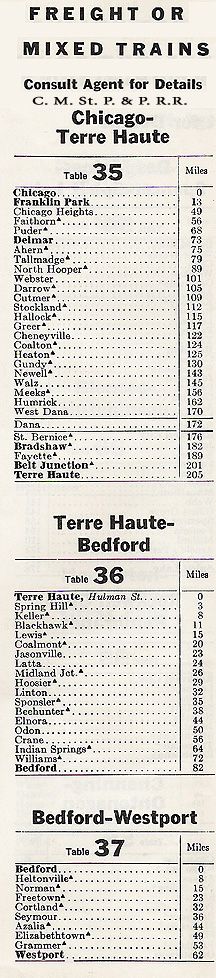 FREIGHT OR
MIXED TRAINS
Consult Agent for Details
C. M. St. P. & P. R.R.
Chicago-
Terre Haute
Table 35 Miles
Chicago 0
Franklin Park 13
Chicago Heights 49
Faithorn▲ 56
Puder▲ 68
Delmar 73
Ahern▲ 75
Tallmadge▲ 79
North Hooper▲ 89
Webster 101
Darrow▲ 105
Cutmer▲ 109
Stockland▲ 112
Hallock▲ 115
Greer▲ 117
Cheneyville 122
Coalton▲ 124
Heaton▲ 125
Gundy▲ 130
Newell▲ 143
Walz 145
Meeks▲ 156
Humrick 162
West Dana 170
Dana 172
St. Bernice▲ 176
Bradshaw▲ 182
Fayette▲ 189
Belt Junction▲ 201
Terre Haute 205
Terre Haute-
Bedford
Table 36 Miles
Terre Haute, Hulman St. 0
Spring Hill▲ 3
Keller▲ 8
Blackhawk▲ 11
Lewis▲ 15
Coalmont▲ 20
Jasonville 23
Latta 24
Midland Jct.▲ 26
Hoosier▲ 29
Linton 32
Sponsler▲ 35
Beehunter▲ 38
Elnora 44
Odon 50
Crane 56
Indian Springs▲ 64
Williams▲ 72
Bedford 82
Bedford-Westport
Table 37 Miles
Bedford 0
Heltonville▲ 8
Norman▲ 15
Freetown▲ 23
Cortland▲ 32
Seymour 36
Azalia▲ 44
Elizabethtown▲ 49
Grammer▲ 53
Westport 62